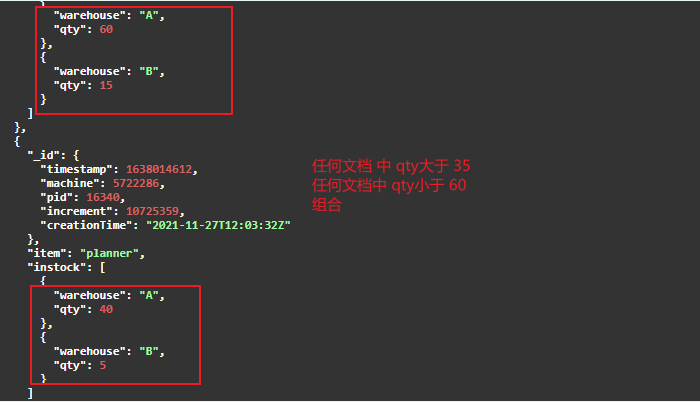 }
"warehouse": "A",
"qty": 60
},
{
"warehouse": "B",
"qty": 15
}
]
},
{
"_id": {
"timestamp": 1638014612,
"machine": 5722286,
"pid": 16340,
"increment": 10725359,
"creationTime": "2021-11-27T12:03:32Z"
},
"item": "planner",
"instock": [
{
"warehouse": "A",
"qty": 40
},
{
"warehouse": "B",
"qty": 5
}
]
任何文档 中 qty大于 35
任何文档中 qty小于 60
组合